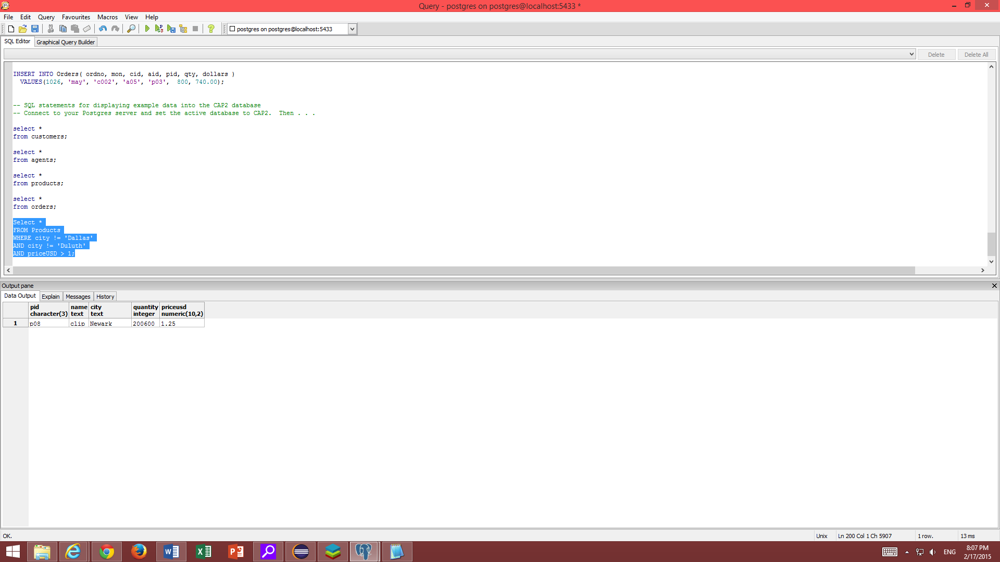 Query - postgres on postgres@localhost:5433 *
File Edit Query Favourites Macros View Help
postgres on postgres@localhost:5433
SQL Editor Graphical Query Builder
Delete Delete All
INSERT INTO Orders( ordno, mon, cid, aid, pid, qty, dollars )
VALUES(1026, 'may', 'c002', 'a05', 'p03',  800, 740.00);
-- SQL statements for displaying example data into the CAP2 database
-- Connect to your Postgres server and set the active database to CAP2.  Then . . .
select *
from customers;
select *
from agents;
select *
from products;
select *
from orders;
Select *
FROM Products
WHERE city != 'Dallas'
AND city != 'Duluth'
AND priceUSD > 1;
Output pane
Data Output Explain Messages History
pid name city quantity priceusd
character(3) text text integer numeric(10,2)
1 p08 clip Newark 200600 1.25
OK. Unix Ln 200 Col 1 Ch 5907 1 row. 13 ms
ENG 8:07 PM
2/17/2015